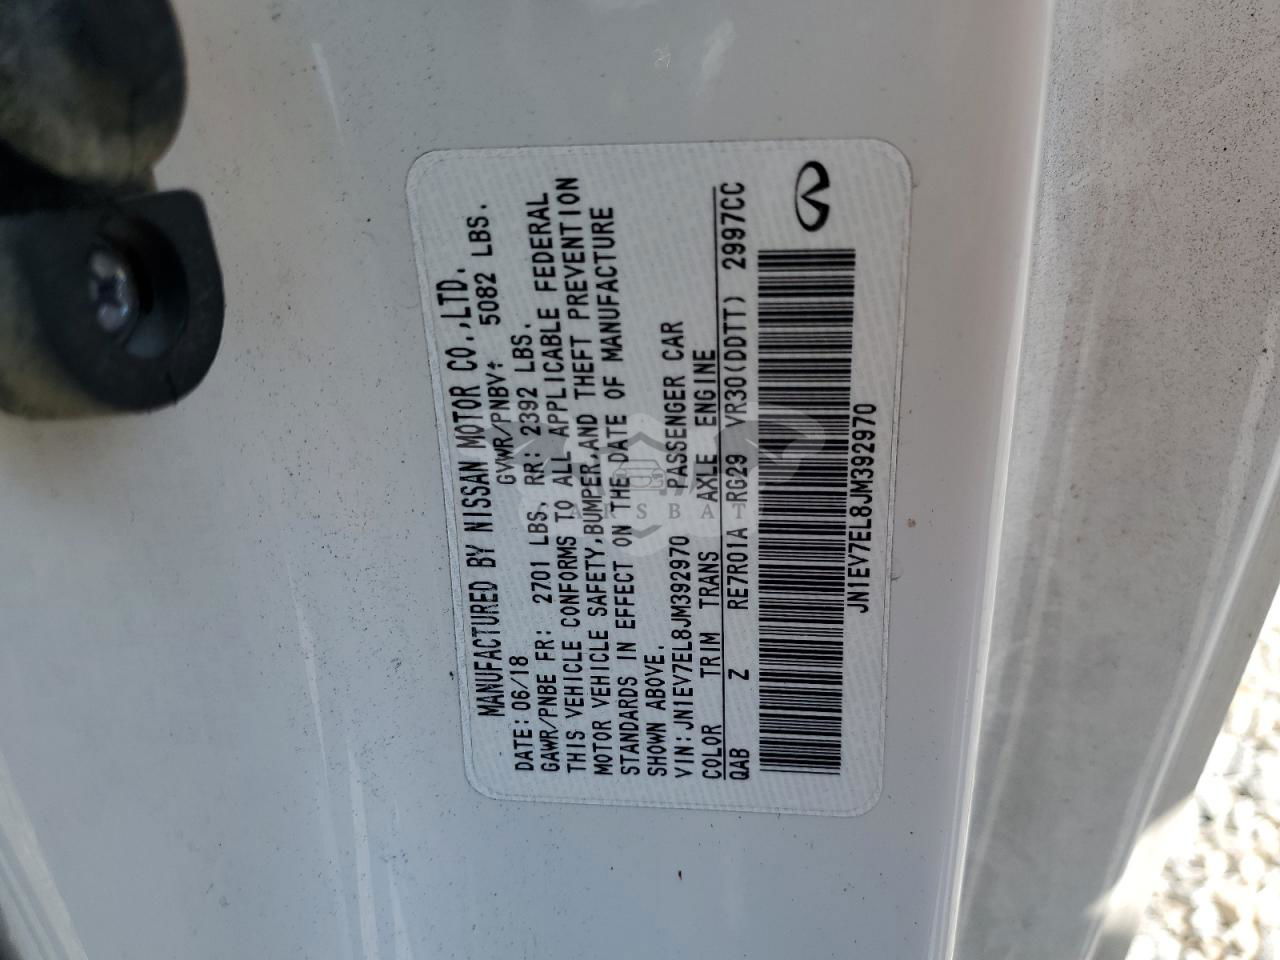 MANUFACTURED BY NISSAN MOTOR CO.,LTD.
DATE: 06/18 GVWR/PNBV: 5082 LBS.
GAWR/PNBE FR: 2701 LBS. RR: 2392 LBS.
THIS VEHICLE CONFORMS TO ALL APPLICABLE FEDERAL
MOTOR VEHICLE SAFETY,BUMPER,AND THEFT PREVENTION
STANDARDS IN EFFECT ON THE DATE OF MANUFACTURE
SHOWN ABOVE.
VIN: JN1EV7EL8JM392970 PASSENGER CAR
COLOR TRIM TRANS AXLE ENGINE
QAB Z RE7R01A RG29 VR30(DDTT) 2997CC
JN1EV7EL8JM392970